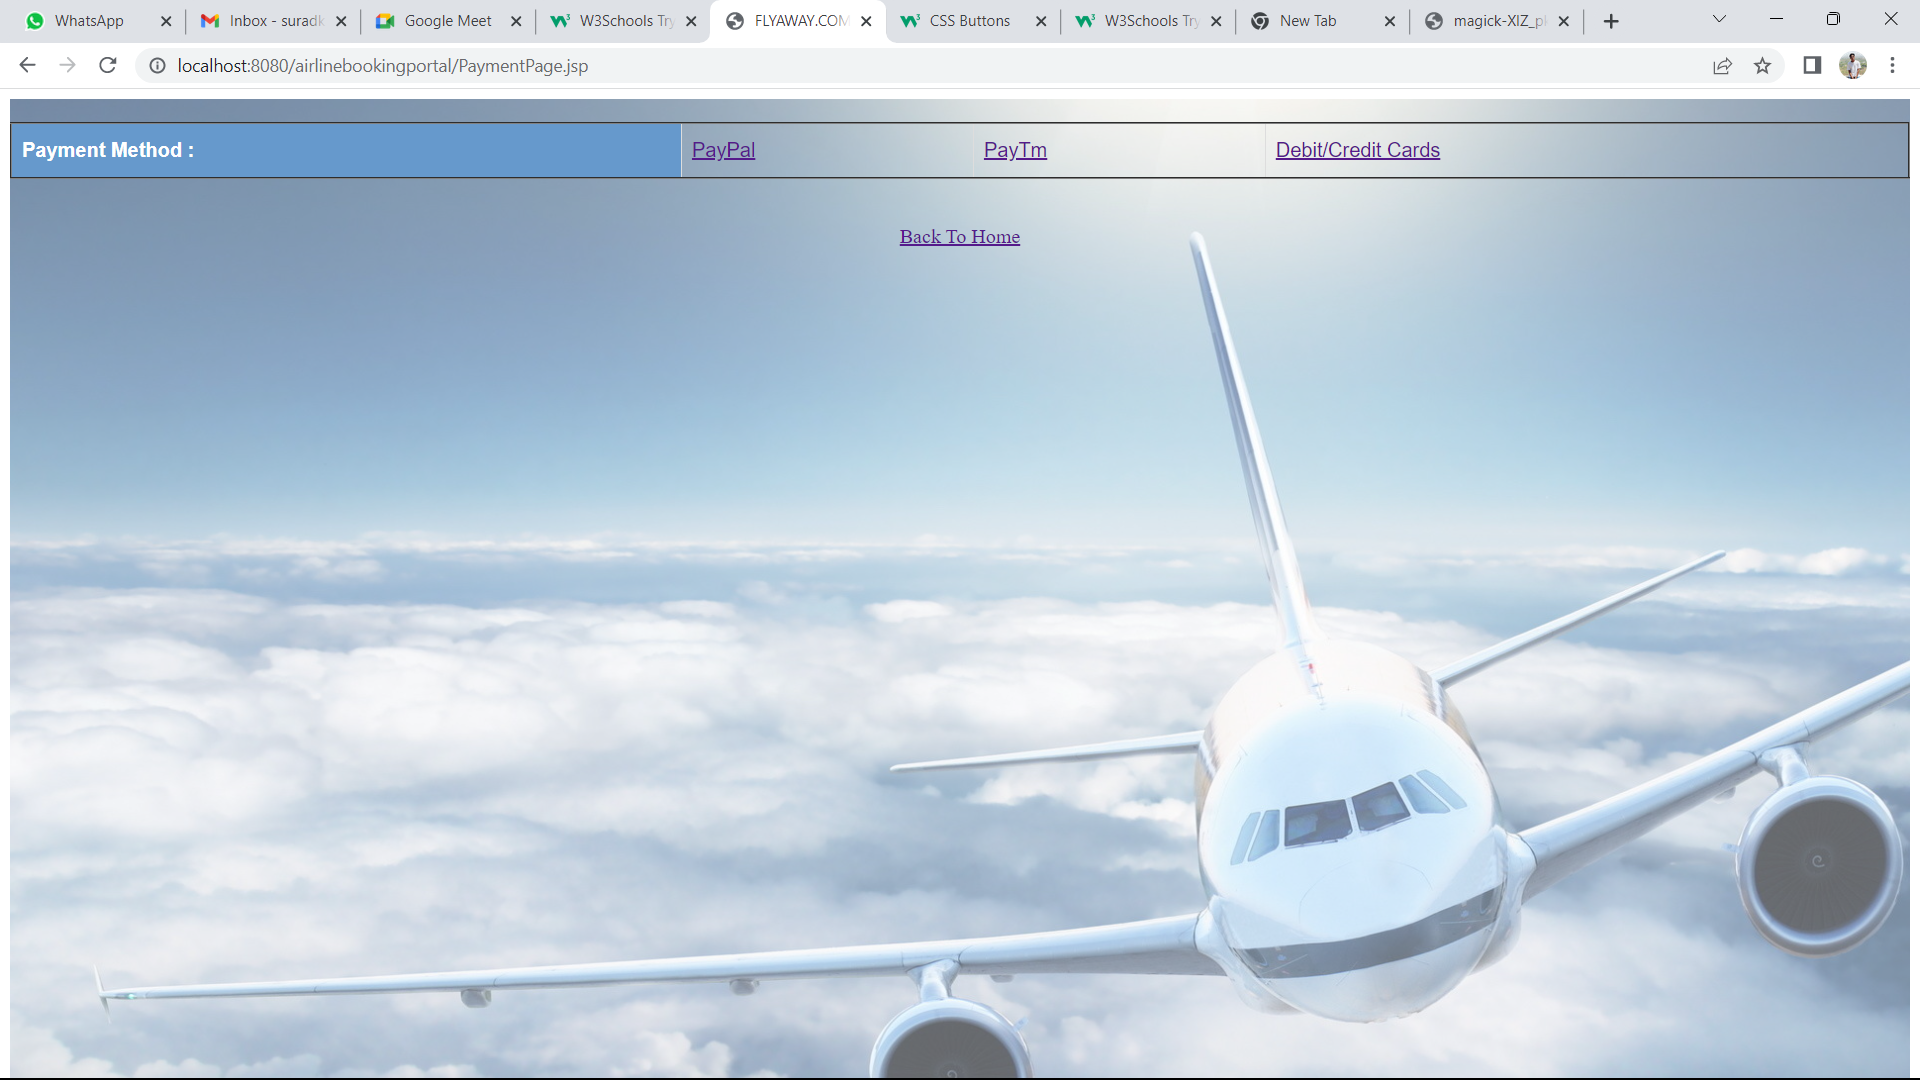 WhatsApp
Inbox - suradk
Google Meet
W3Schools Try
FLYAWAY.COM
CSS Buttons
W3Schools Try
New Tab
magick-XIZ_pl
localhost:8080/airlinebookingportal/PaymentPage.jsp
Payment Method : PayPal PayTm Debit/Credit Cards
Back To Home